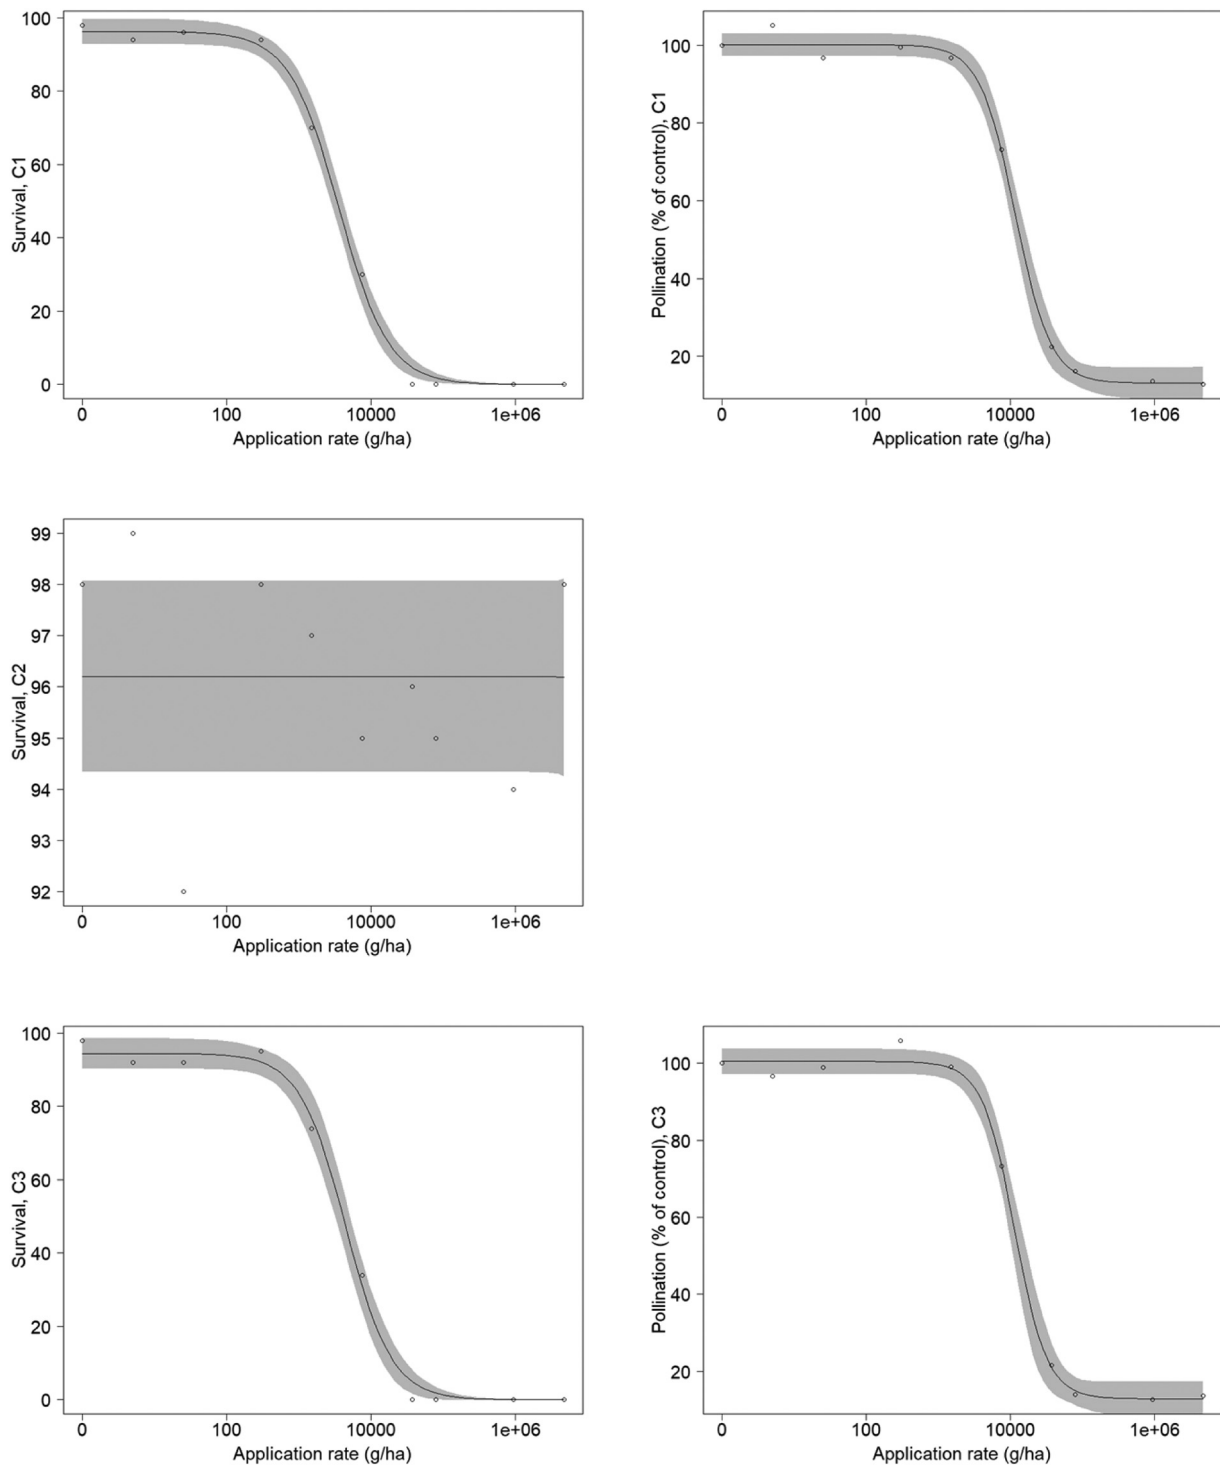 100
80
60
40
20
0
Survival, C1
0 100 10000 1e+06
Application rate (g/ha)
100
80
60
40
20
Pollination (% of control), C1
0 100 10000 1e+06
Application rate (g/ha)
99
98
97
96
95
94
93
92
Survival, C2
0 100 10000 1e+06
Application rate (g/ha)
100
80
60
40
20
0
Survival, C3
0 100 10000 1e+06
Application rate (g/ha)
100
80
60
40
20
Pollination (% of control), C3
0 100 10000 1e+06
Application rate (g/ha)